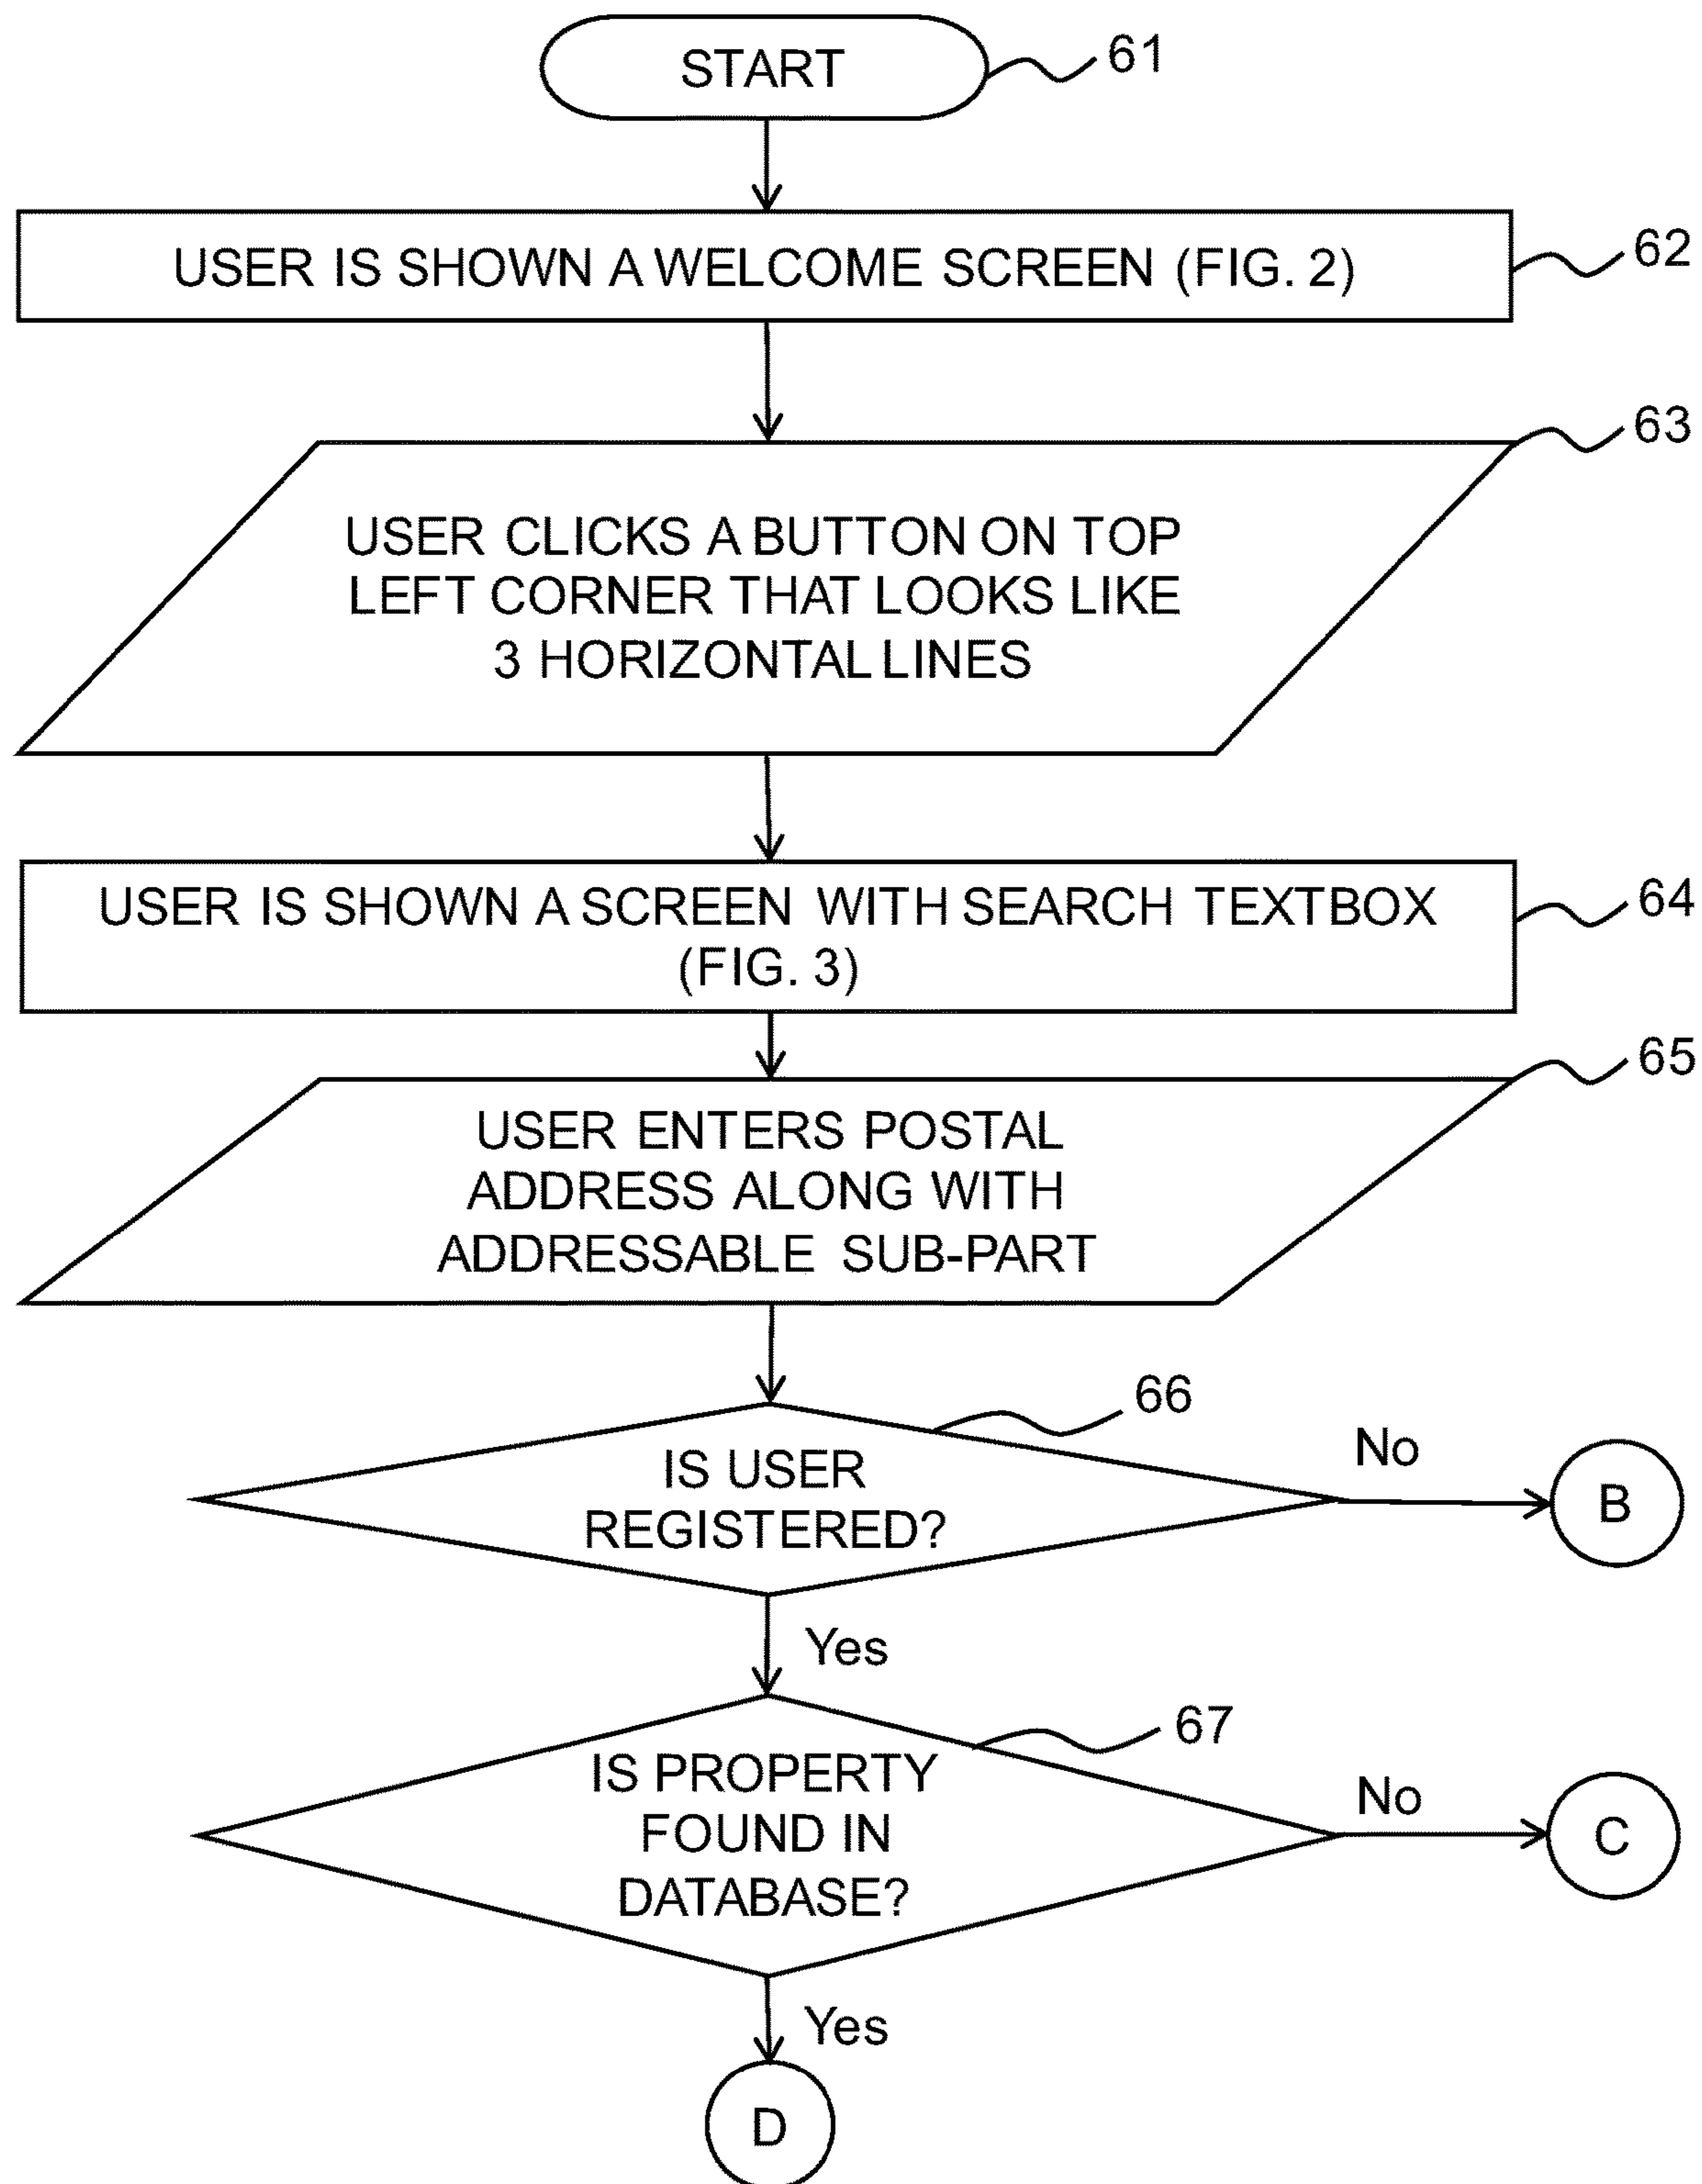 START
61
USER IS SHOWN A WELCOME SCREEN (FIG. 2)
62
63
USER CLICKS A BUTTON ON TOP
LEFT CORNER THAT LOOKS LIKE
3 HORIZONTAL LINES
USER IS SHOWN A SCREEN WITH SEARCH TEXTBOX
(FIG. 3)
64
65
USER ENTERS POSTAL
ADDRESS ALONG WITH
ADDRESSABLE SUB-PART
66
IS USER
REGISTERED?
No
B
Yes
67
IS PROPERTY
FOUND IN
DATABASE?
No
C
Yes
D